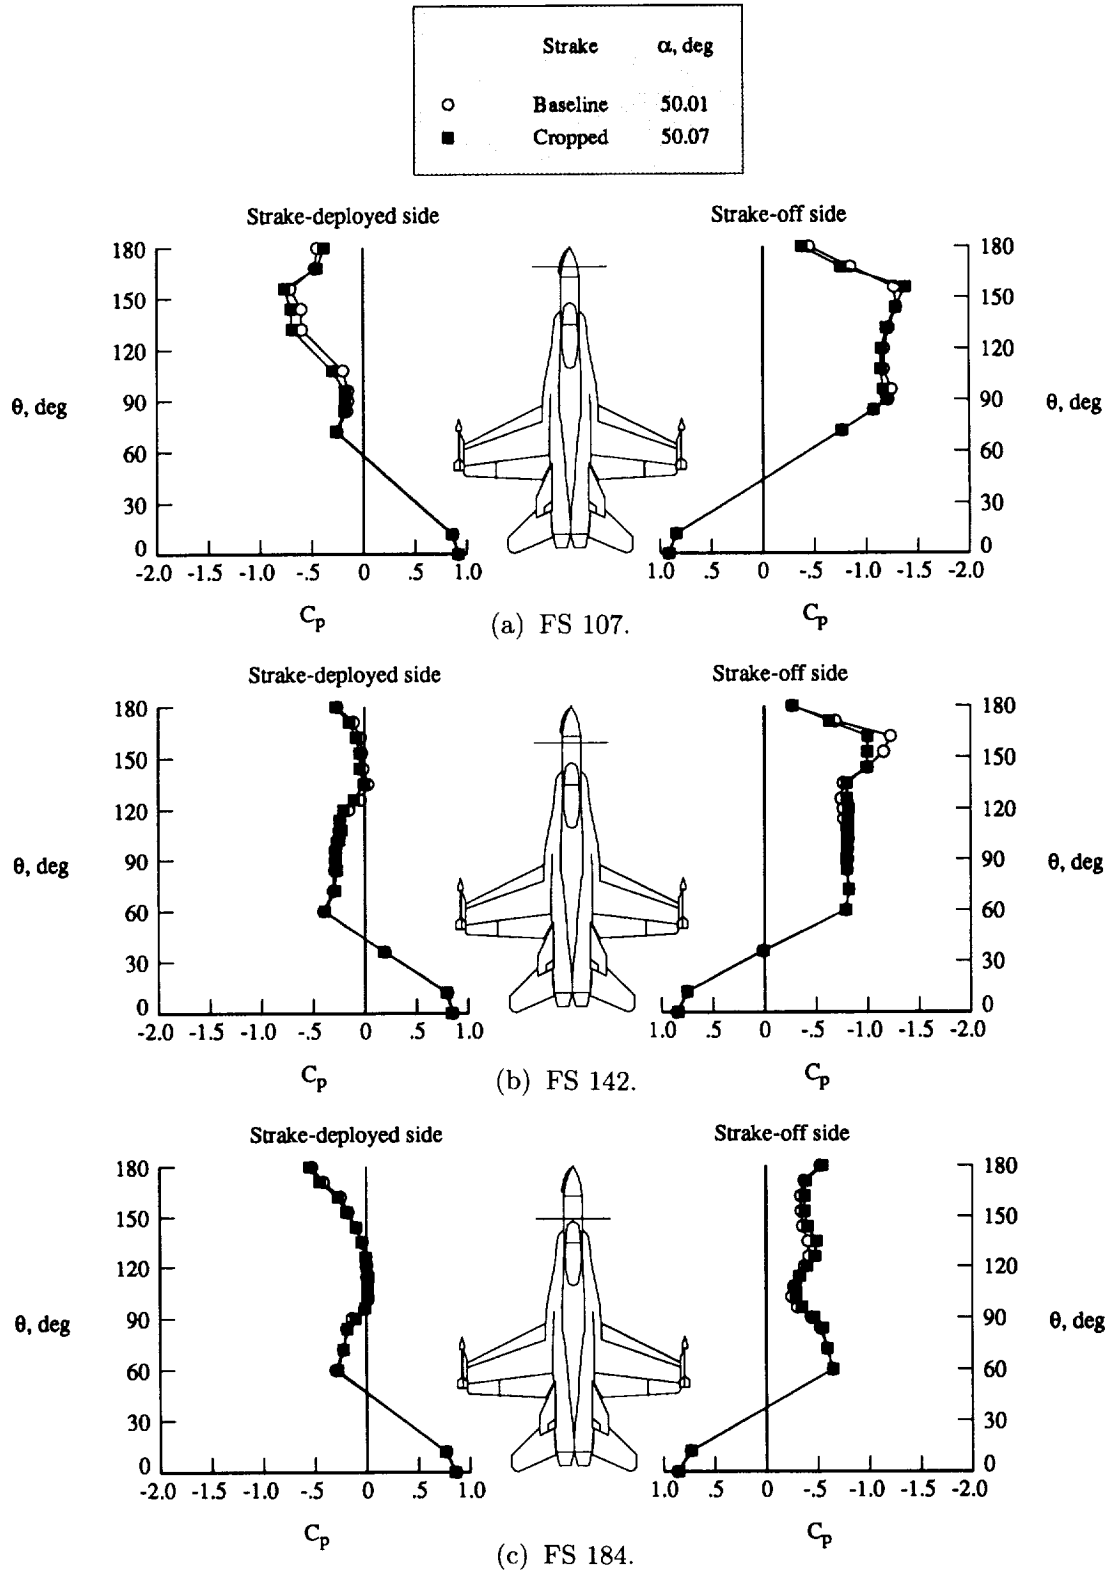 Strake α, deg
Baseline 50.01
Cropped 50.07
Strake-deployed side Strake-off side
180 180
150 150
120 120
θ, deg 90 90 θ, deg
60 60
30 30
0 0
-2.0 -1.5 -1.0 -.5 0 .5 1.0 1.0 .5 0 -.5 -1.0 -1.5 -2.0
Cp Cp
(a) FS 107.
Strake-deployed side Strake-off side
180 180
150 150
120 120
θ, deg 90 90 θ, deg
60 60
30 30
0 0
-2.0 -1.5 -1.0 -.5 0 .5 1.0 1.0 .5 0 -.5 -1.0 -1.5 -2.0
Cp Cp
(b) FS 142.
Strake-deployed side Strake-off side
180 180
150 150
120 120
θ, deg 90 90 θ, deg
60 60
30 30
0 0
-2.0 -1.5 -1.0 -.5 0 .5 1.0 1.0 .5 0 -.5 -1.0 -1.5 -2.0
Cp Cp
(c) FS 184.